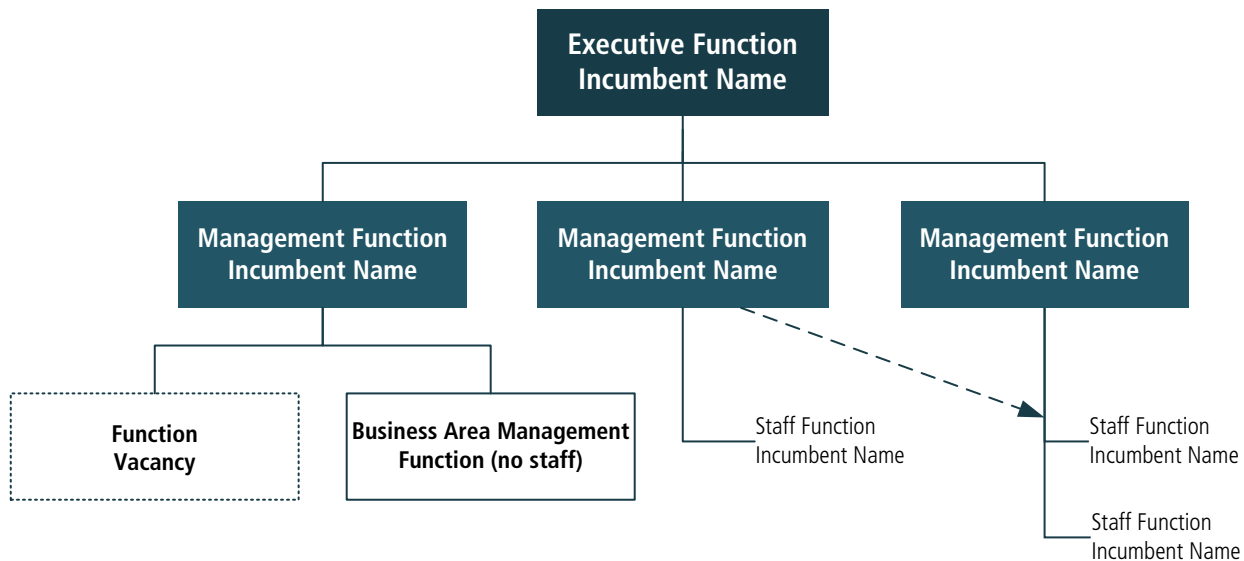 Executive Function
Incumbent Name
Management Function
Incumbent Name
Management Function
Incumbent Name
Management Function
Incumbent Name
Function
Vacancy
Business Area Management
Function (no staff)
Staff Function
Incumbent Name
Staff Function
Incumbent Name
Staff Function
Incumbent Name